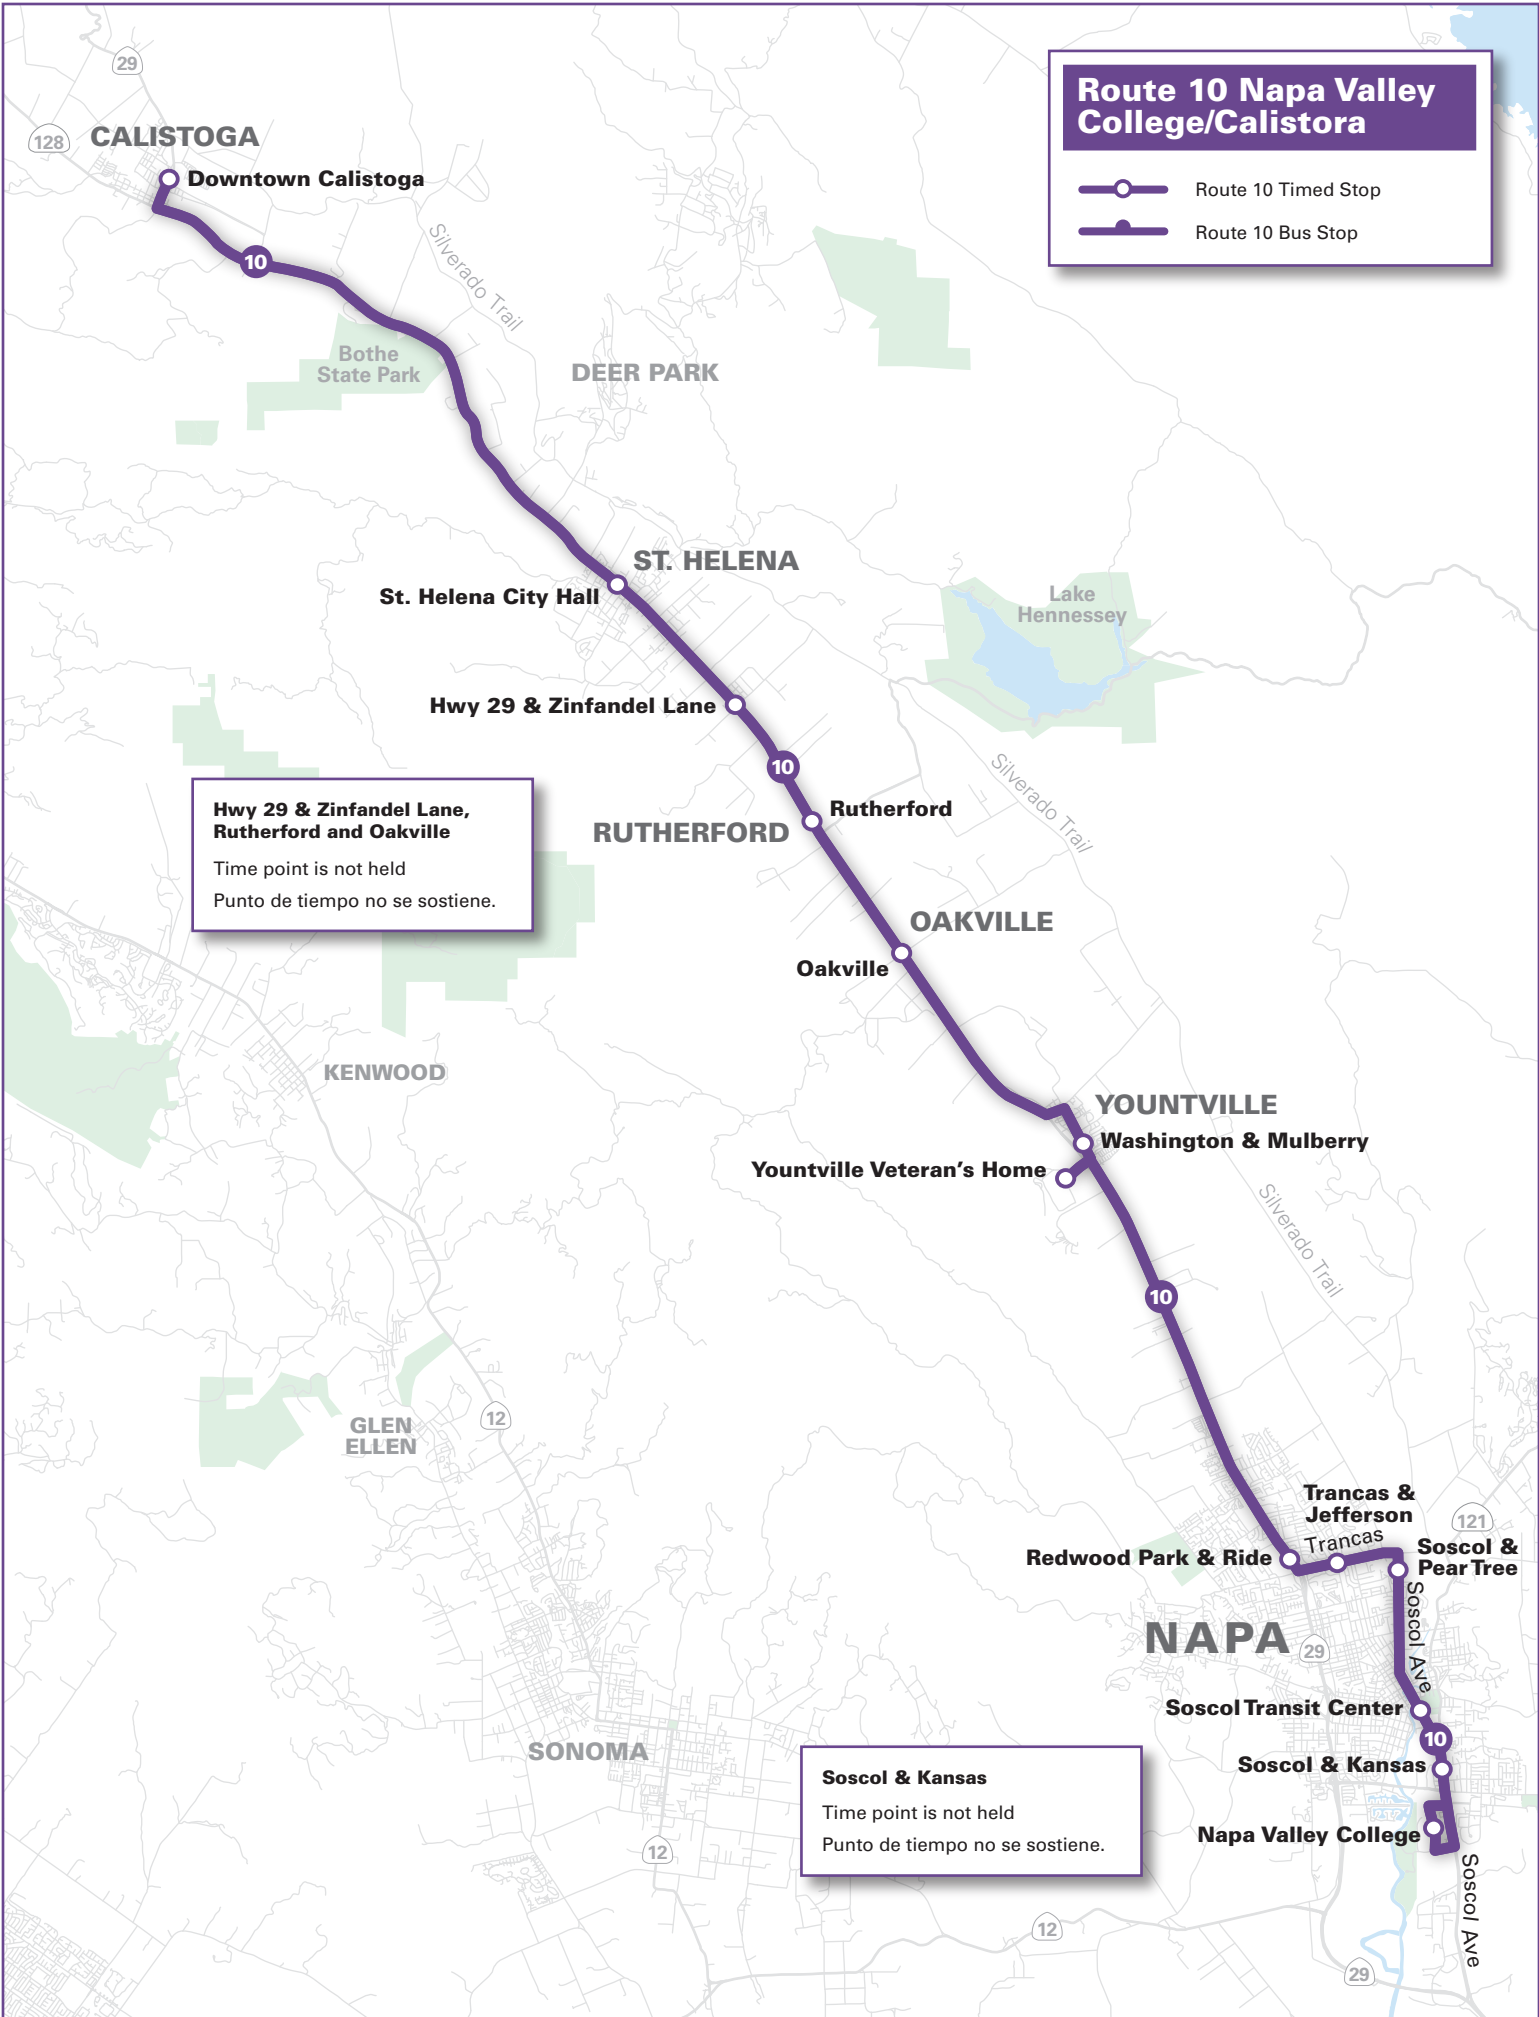 29
Route 10 Napa Valley
College/Calistora
128
CALISTOGA
Downtown Calistoga
Route 10 Timed Stop
Route 10 Bus Stop
10
Silverado Trail
Bothe
State Park
DEER PARK
ST. HELENA
St. Helena City Hall
Lake
Hennessey
Hwy 29 & Zinfandel Lane
10
Silverado Trail
Hwy 29 & Zinfandel Lane,
Rutherford and Oakville
Time point is not held
Punto de tiempo no se sostiene.
Rutherford
RUTHERFORD
OAKVILLE
Oakville
KENWOOD
YOUNTVILLE
Washington & Mulberry
Yountville Veteran's Home
Silverado Trail
10
GLEN
ELLEN
12
Trancas &
Jefferson
121
Trancas
Redwood Park & Ride
Soscol &
Pear Tree
Soscol Ave
NAPA
29
Soscol Transit Center
10
SONOMA
Soscol & Kansas
Soscol & Kansas
Time point is not held
Punto de tiempo no se sostiene.
Napa Valley College
12
Soscol Ave
12
29